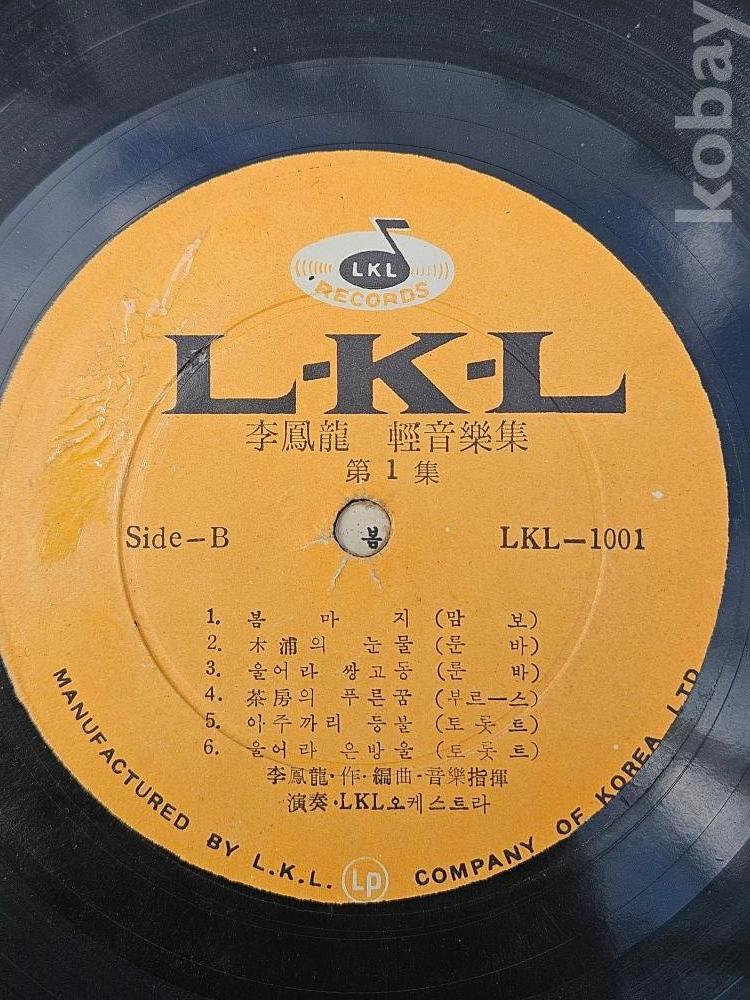 kobay
LKL
RECORDS
L-K-L
李鳳龍 輕音樂集
第1集
Side-B
봄
LKL-1001
1. 봄마지 (맘보)
2. 木浦의 눈물 (룬바)
3. 울어라 쌍고동 (룬바)
4. 茶房의 푸른꿈 (부르—스)
5. 아주까리 등불 (토롯트)
6. 울어라 은방울 (토롯트)
李鳳龍·作·編曲·音樂指揮
演奏·LKL오케스트라
MANUFACTURED BY L.K.L. LP COMPANY OF KOREA LTD